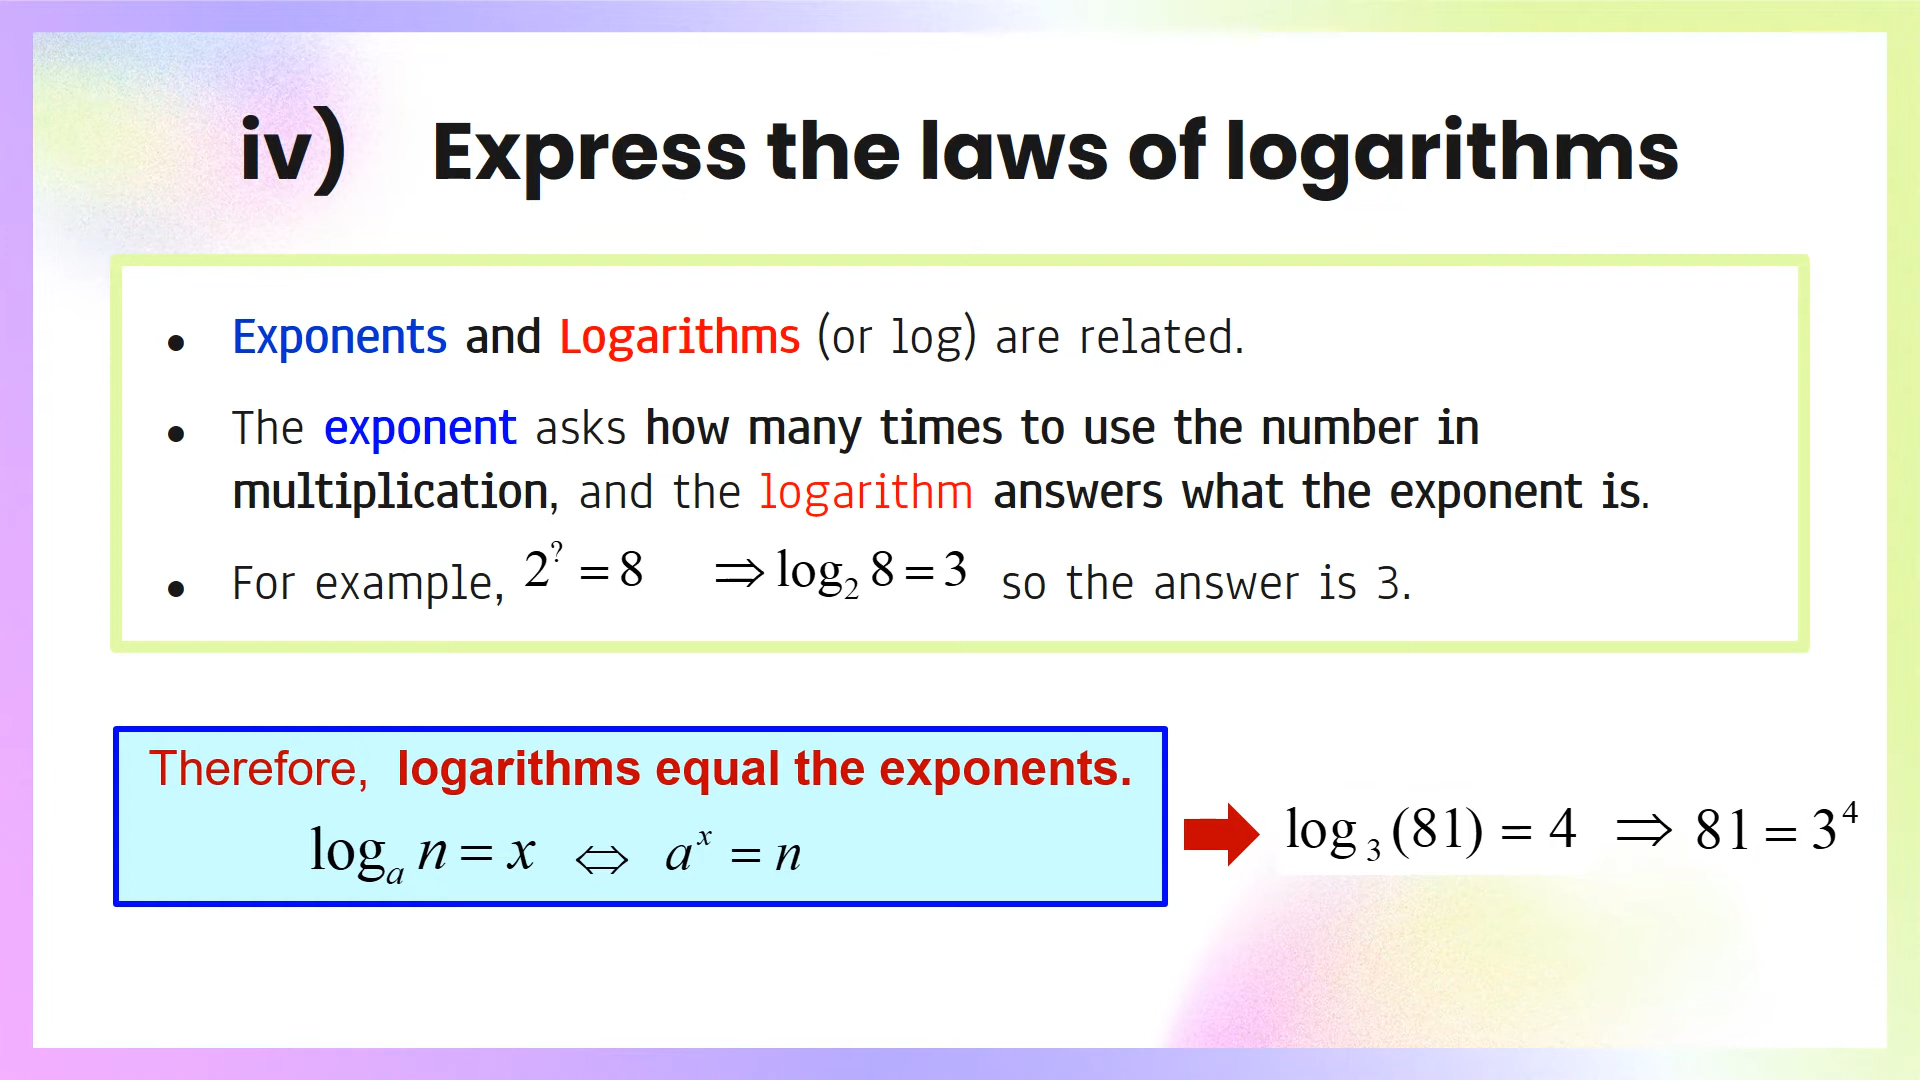 iv) Express the laws of logarithms
• Exponents and Logarithms (or log) are related.
• The exponent asks how many times to use the number in
multiplication, and the logarithm answers what the exponent is.
• For example, 2^? = 8 ⇒ log₂ 8 = 3 so the answer is 3.
Therefore, logarithms equal the exponents.
logₐ n = x ⇔ aˣ = n
log₃ (81) = 4 ⇒ 81 = 3⁴